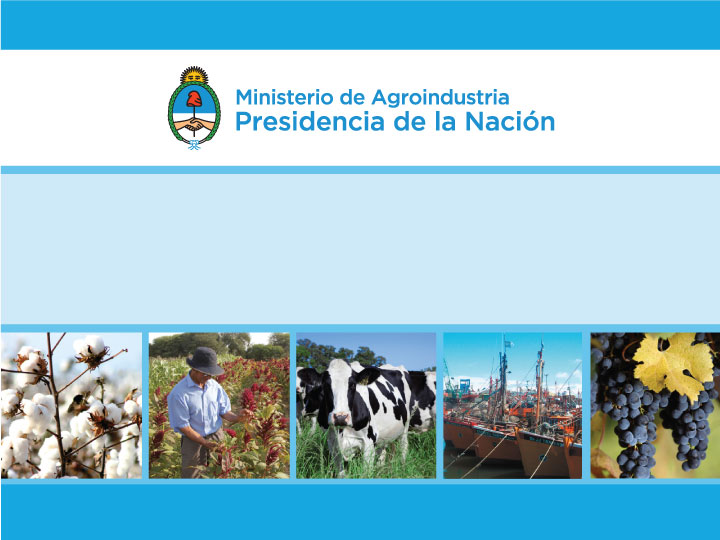 Ministerio de Agroindustria
Presidencia de la Nación